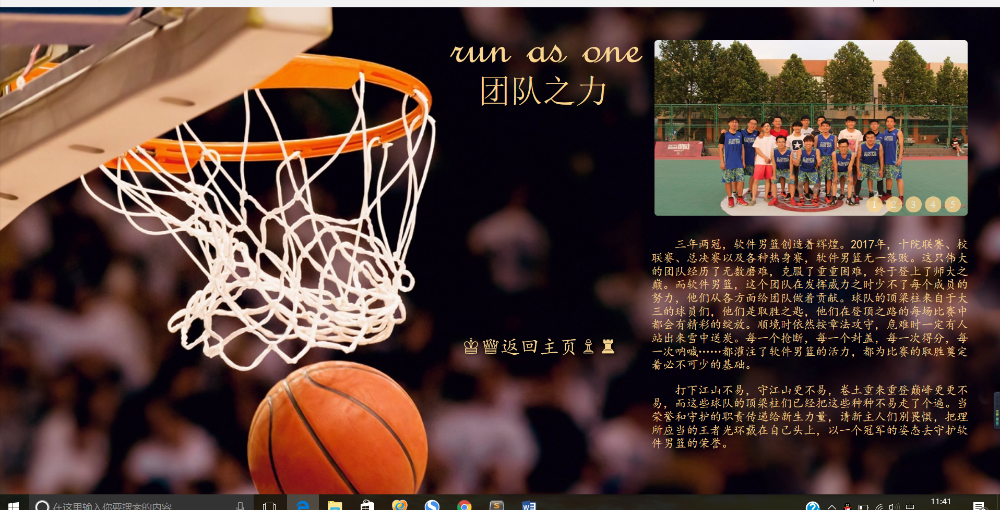 run as one
团队之力
ANTA
ANTA
ANTA
ANTA
1 2 3 4 5
三年两冠，软件男篮创造着辉煌。2017年，十院联赛、校
联赛、总决赛以及各种热身赛，软件男篮无一落败。这只伟大
的团队经历了无数磨难，克服了重重困难，终于登上了师大之
巅。而软件男篮，这个团队在发挥威力之时少不了每个成员的
努力，他们从各方面给团队做着贡献。球队的顶梁柱来自于大
三的球员们，他们是取胜之匙，他们在登顶之路的每场比赛中
都会有精彩的绽放。顺境时依然按章法攻守，危难时一定有人
站出来雪中送炭。每一个抢断，每一个封盖，每一次得分，每
一次呐喊……都灌注了软件男篮的活力，都为比赛的取胜奠定
着必不可少的基础。
打下江山不易，守江山更不易，卷土重来重登巅峰更更不
易，而这些球队的顶梁柱们已经把这些种种不易走了个遍。当
荣誉和守护的职责传递给新生力量，请新主人们别畏惧，把理
所应当的王者光环戴在自己头上，以一个冠军的姿态去守护软
件男篮的荣誉。
♔♕返回主页♙♜
在这里输入你要搜索的内容
中
11:41